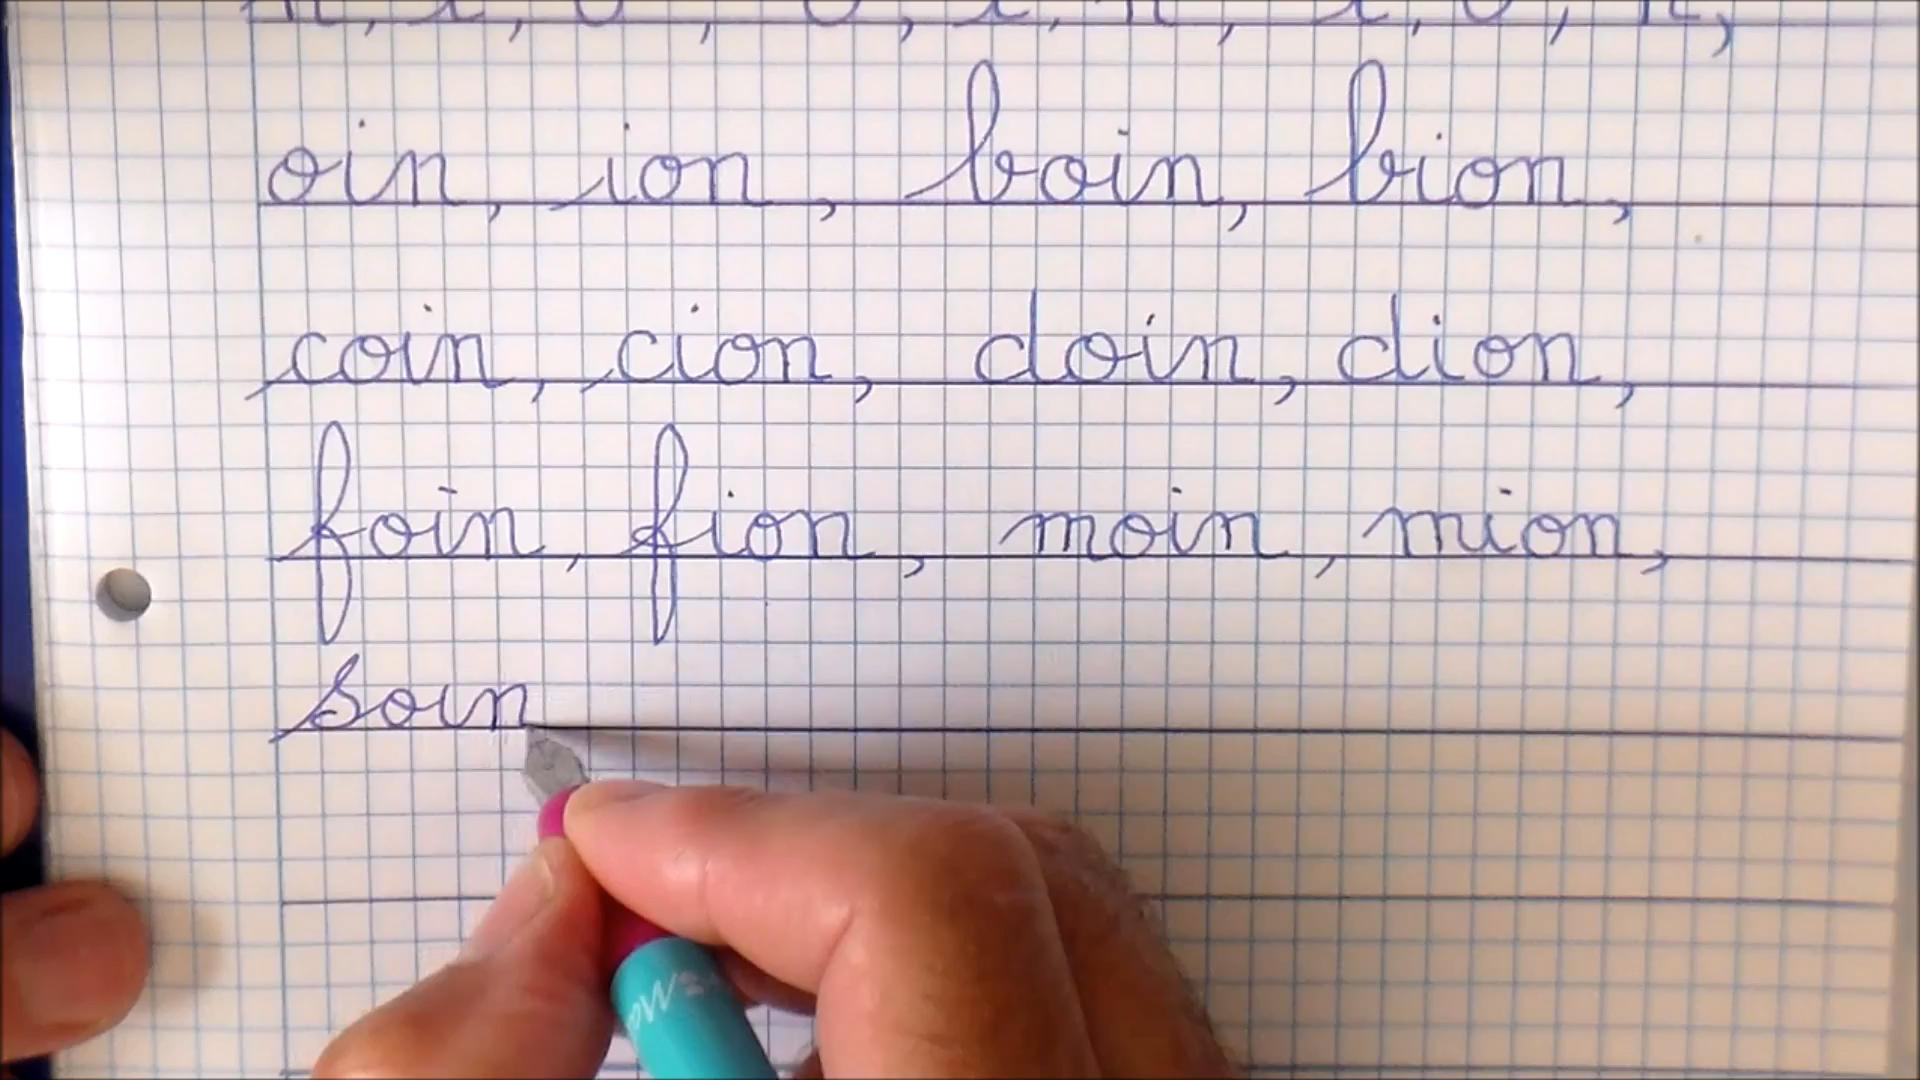 n, i, o, o, i, n, i, o, n,
oin, ion, boin, bion,
coin, cion, doin, dion,
foin, fion, moin, mion,
soin